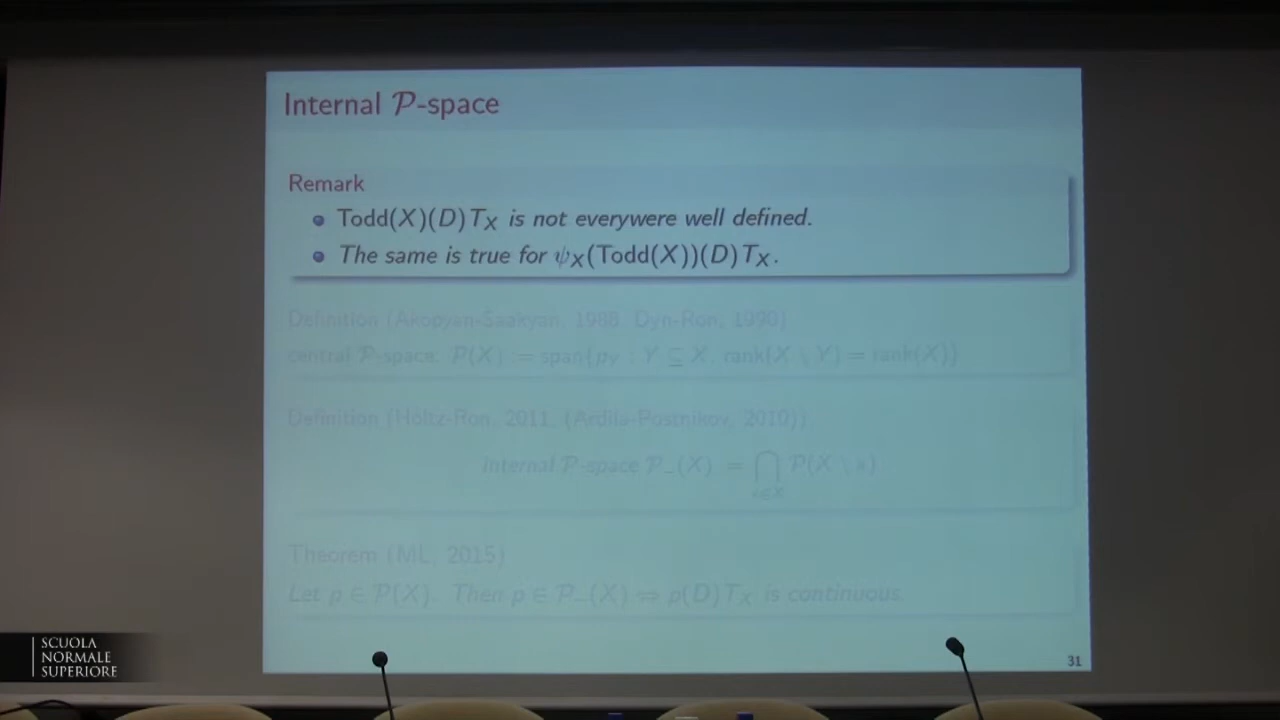 Internal 𝒫-space
Remark
Todd(X)(D)T_X is not everywere well defined.
The same is true for ψ_X(Todd(X))(D)T_X.
Definition (Akopyan-Saakyan, 1988 Dyn-Ron, 1990)
central 𝒫-space: 𝒫(X) := span{p_Y : Y ⊆ X, rank(X \ Y) = rank(X)}
Definition (Holtz-Ron, 2011, (Ardila-Postnikov, 2010))
internal 𝒫-space 𝒫_−(X) = ⋂ 𝒫(X \ x)
x∈X
Theorem (ML, 2015)
Let p ∈ 𝒫(X). Then p ∈ 𝒫_−(X) ⇔ p(D)T_X is continuous.
31
SCUOLA
NORMALE
SUPERIORE